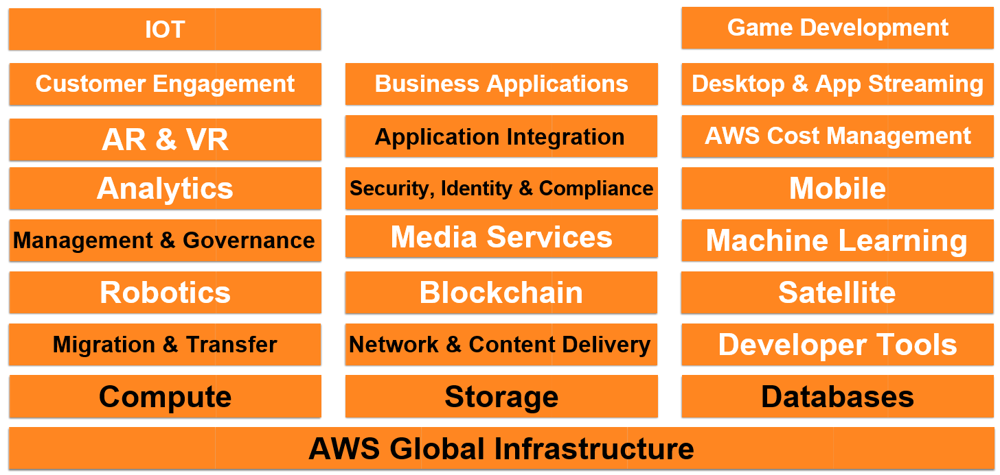 IOT
Game Development
Customer Engagement
Business Applications
Desktop & App Streaming
AR & VR
Application Integration
AWS Cost Management
Analytics
Security, Identity & Compliance
Mobile
Management & Governance
Media Services
Machine Learning
Robotics
Blockchain
Satellite
Migration & Transfer
Network & Content Delivery
Developer Tools
Compute
Storage
Databases
AWS Global Infrastructure